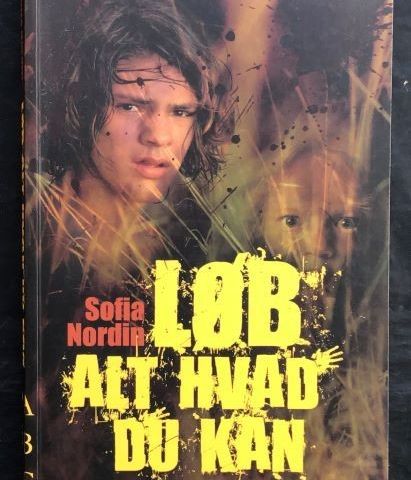 Sofia
Nordin
LØB
ALT HVAD
DU KAN
A
B